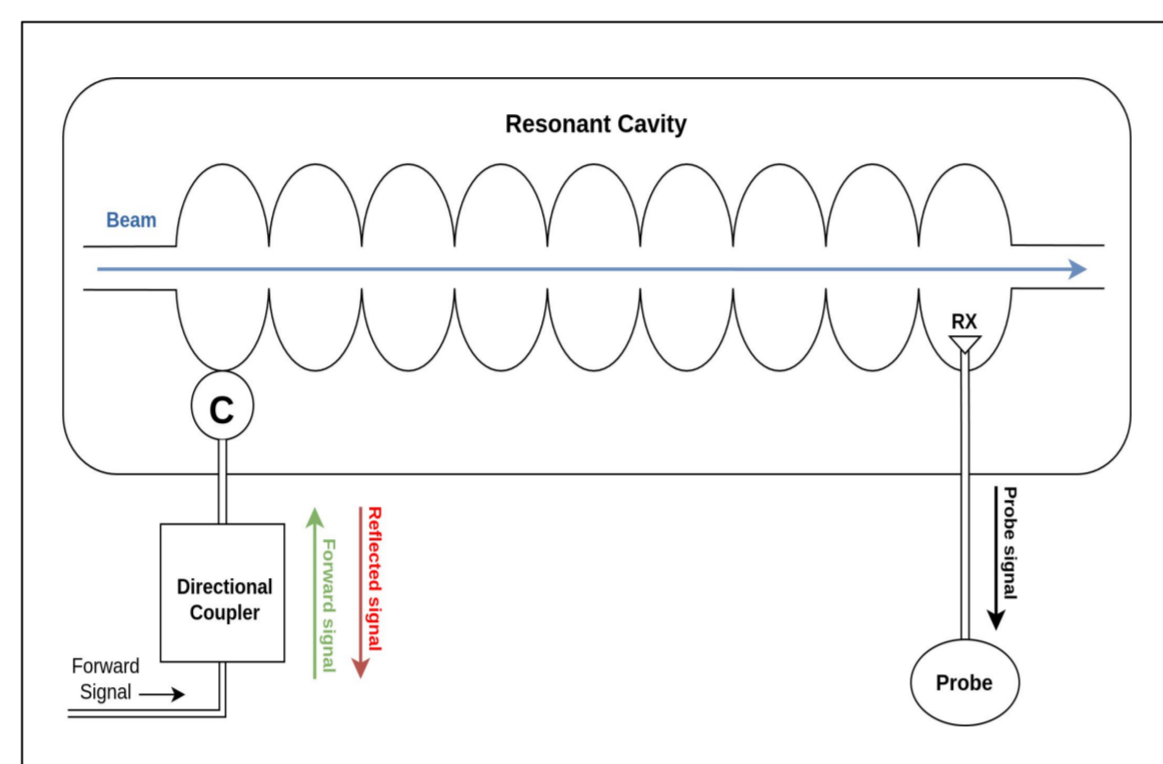 Resonant Cavity
Beam
RX
C
Probe signal
Reflected signal
Forward signal
Directional
Coupler
Forward
Signal
Probe